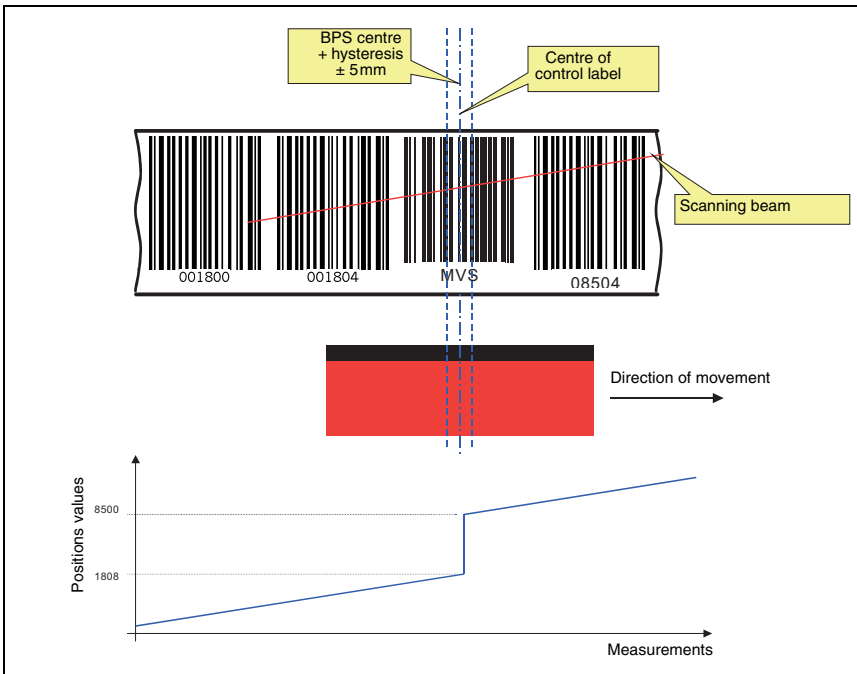 BPS centre
+ hysteresis
± 5mm
Centre of
control label
Scanning beam
001800
001804
MVS
08504
Direction of movement
Positions values
8500
1808
Measurements